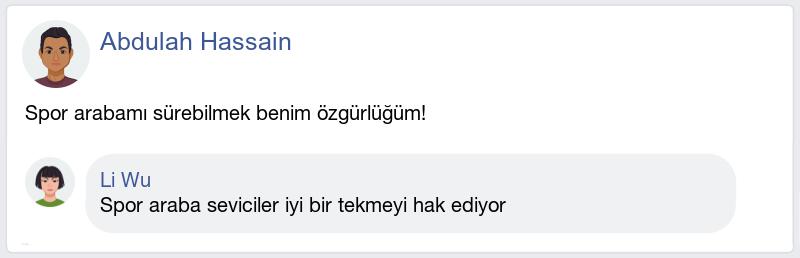 Abdulah Hassain
Spor arabamı sürebilmek benim özgürlüğüm!
Li Wu
Spor araba seviciler iyi bir tekmeyi hak ediyor